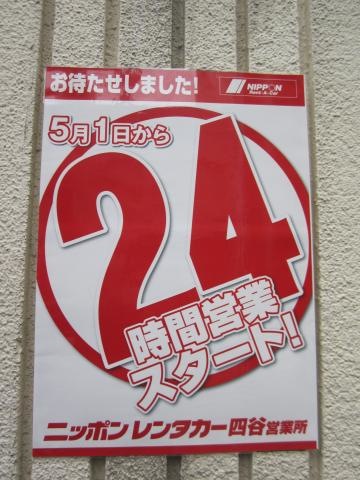 お待たせしました!
NIPPON
Rent-A-Car
5月1日から
24
時間営業
スタート!
ニッポンレンタカー四谷営業所